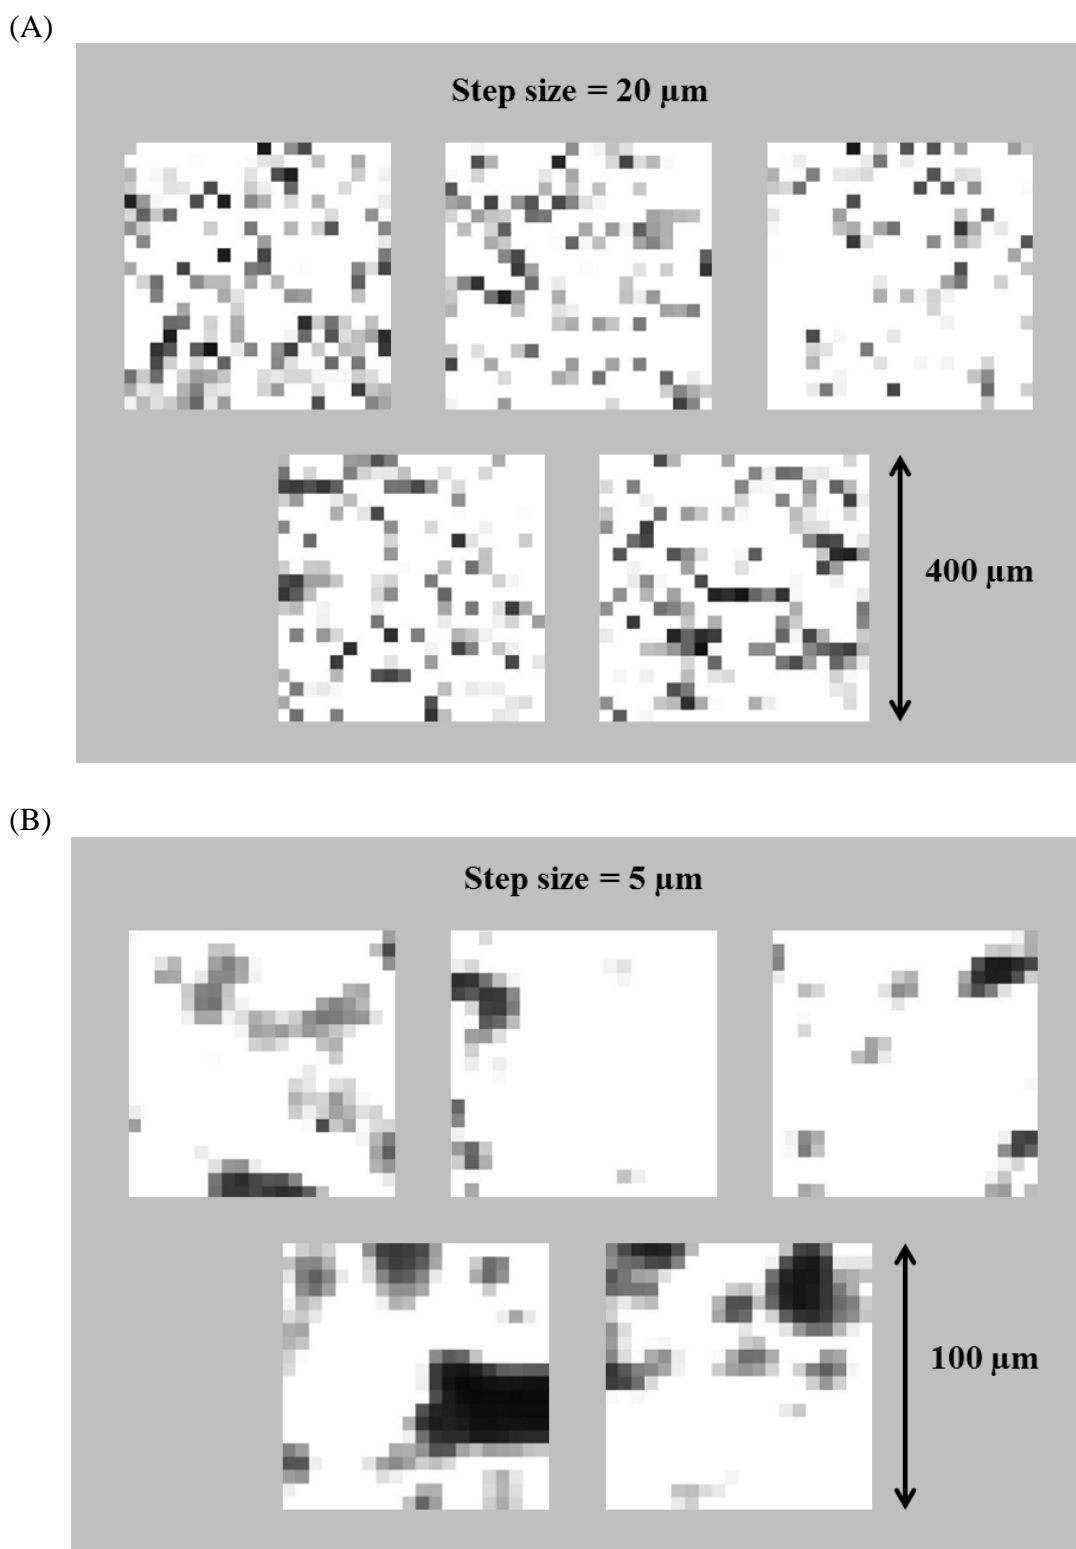 (A)
Step size = 20 µm
400 µm
(B)
Step size = 5 µm
100 µm